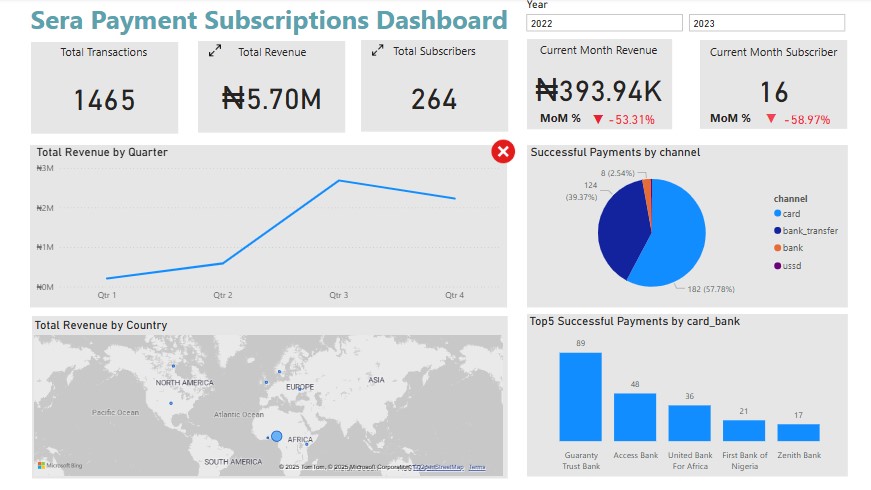 Sera Payment Subscriptions Dashboard
Year
2022
2023
Total Transactions
1465
Total Revenue
₦5.70M
Total Subscribers
264
Current Month Revenue
₦393.94K
MoM % ▼ -53.31%
Current Month Subscriber
16
MoM % ▼ -58.97%
Total Revenue by Quarter
₦3M
₦2M
₦1M
₦0M
Qtr 1
Qtr 2
Qtr 3
Qtr 4
Successful Payments by channel
8 (2.54%)
124
(39.37%)
182 (57.78%)
channel
card
bank_transfer
bank
ussd
Total Revenue by Country
NORTH AMERICA
EUROPE
ASIA
Pacific Ocean
Atlantic Ocean
AFRICA
SOUTH AMERICA
Microsoft Bing
© 2025 TomTom, © 2025 Microsoft Corporation, OpenStreetMap Terms
Top5 Successful Payments by card_bank
89
48
36
21
17
Guaranty
Trust Bank
Access Bank
United Bank
For Africa
First Bank of
Nigeria
Zenith Bank